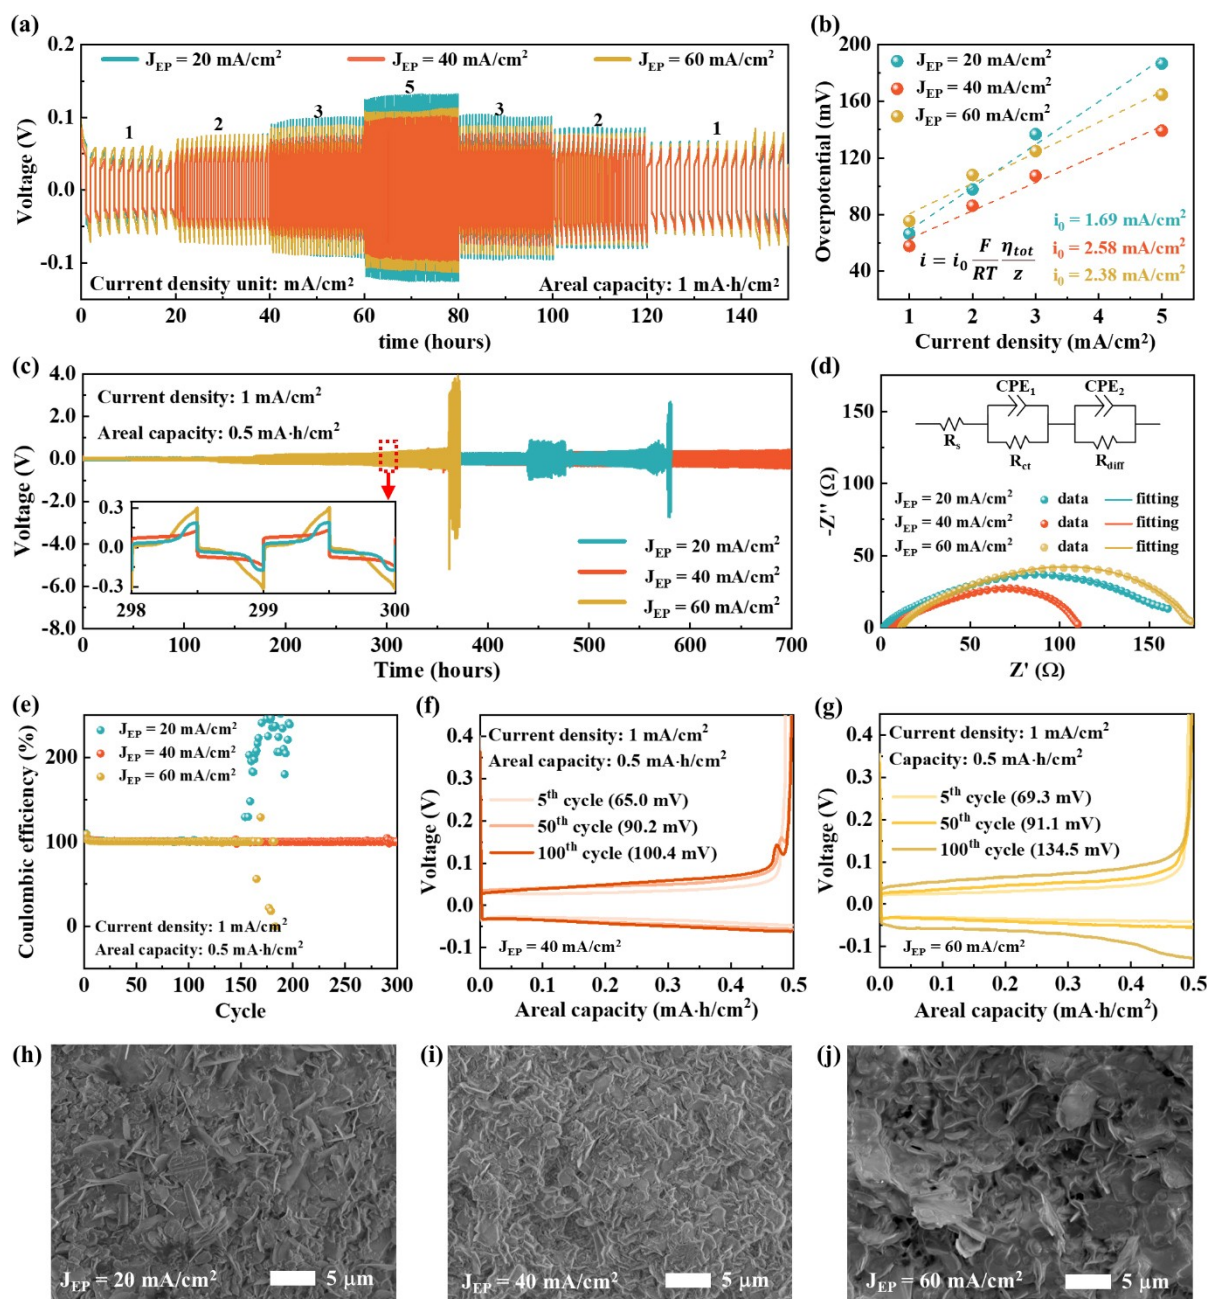 (a)
J_EP = 20 mA/cm²
J_EP = 40 mA/cm²
J_EP = 60 mA/cm²
0.2
0.1
0.0
-0.1
Voltage (V)
1
2
3
5
3
2
1
Current density unit: mA/cm²
Areal capacity: 1 mA·h/cm²
0 20 40 60 80 100 120 140
time (hours)
(b)
J_EP = 20 mA/cm²
J_EP = 40 mA/cm²
J_EP = 60 mA/cm²
200
160
120
80
40
Overpotential (mV)
i₀ = 1.69 mA/cm²
i₀ = 2.58 mA/cm²
i₀ = 2.38 mA/cm²
i = i₀ F/RT η_tot/z
1 2 3 4 5
Current density (mA/cm²)
(c)
Current density: 1 mA/cm²
Areal capacity: 0.5 mA·h/cm²
4.0
2.0
0.0
-2.0
-4.0
-6.0
-8.0
Voltage (V)
0.3
0.0
-0.3
298 299 300
J_EP = 20 mA/cm²
J_EP = 40 mA/cm²
J_EP = 60 mA/cm²
0 100 200 300 400 500 600 700
Time (hours)
(d)
CPE₁ CPE₂
R_s
R_ct
R_diff
J_EP = 20 mA/cm² data fitting
J_EP = 40 mA/cm² data fitting
J_EP = 60 mA/cm² data fitting
150
100
50
0
-Z'' (Ω)
0 50 100 150
Z' (Ω)
(e)
J_EP = 20 mA/cm²
J_EP = 40 mA/cm²
J_EP = 60 mA/cm²
200
100
0
Coulombic efficiency (%)
Current density: 1 mA/cm²
Areal capacity: 0.5 mA·h/cm²
0 50 100 150 200 250 300
Cycle
(f)
Current density: 1 mA/cm²
Areal capacity: 0.5 mA·h/cm²
5th cycle (65.0 mV)
50th cycle (90.2 mV)
100th cycle (100.4 mV)
0.4
0.3
0.2
0.1
0.0
-0.1
Voltage (V)
J_EP = 40 mA/cm²
0.0 0.1 0.2 0.3 0.4 0.5
Areal capacity (mA·h/cm²)
(g)
Current density: 1 mA/cm²
Capacity: 0.5 mA·h/cm²
5th cycle (69.3 mV)
50th cycle (91.1 mV)
100th cycle (134.5 mV)
0.4
0.3
0.2
0.1
0.0
-0.1
Voltage (V)
J_EP = 60 mA/cm²
0.0 0.1 0.2 0.3 0.4 0.5
Areal capacity (mA·h/cm²)
(h)
J_EP = 20 mA/cm² 5 μm
(i)
J_EP = 40 mA/cm² 5 μm
(j)
J_EP = 60 mA/cm² 5 μm